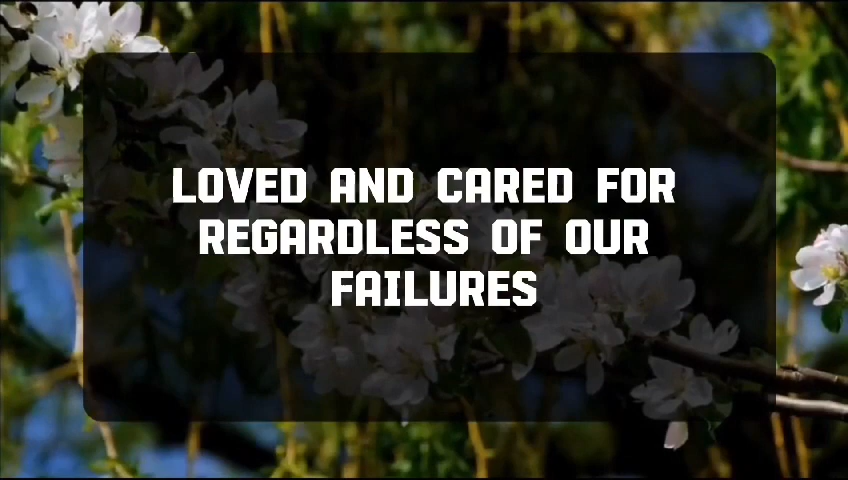 LOVED AND CARED FOR
REGARDLESS OF OUR
FAILURES